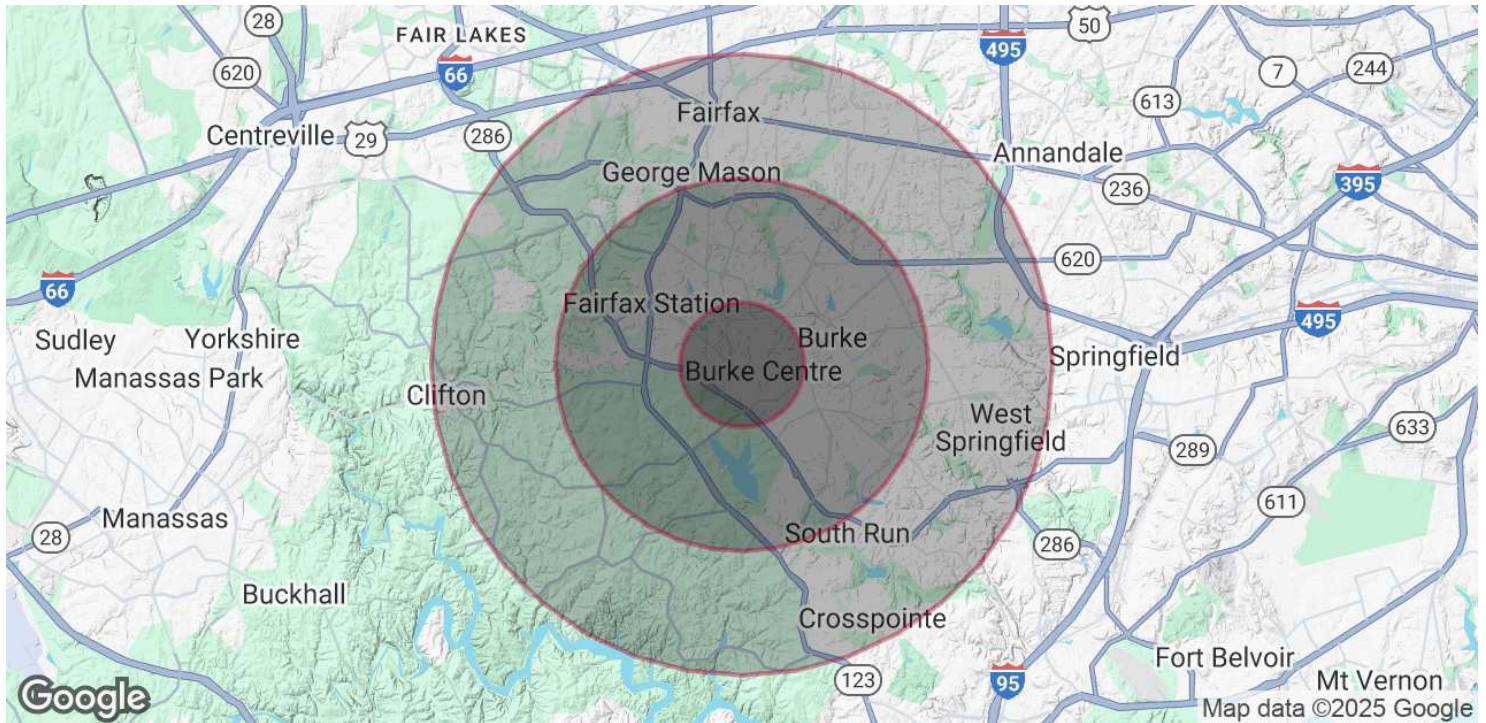 28
50
FAIR LAKES
495
620
66
7
244
613
Fairfax
Centreville
29
286
Annandale
George Mason
236
395
620
66
Fairfax Station
495
Sudley
Yorkshire
Burke
Springfield
Manassas Park
Burke Centre
Clifton
West
Springfield
633
289
611
Manassas
28
South Run
286
Buckhall
Crosspointe
Fort Belvoir
123
95
Mt Vernon
Google
Map data ©2025 Google